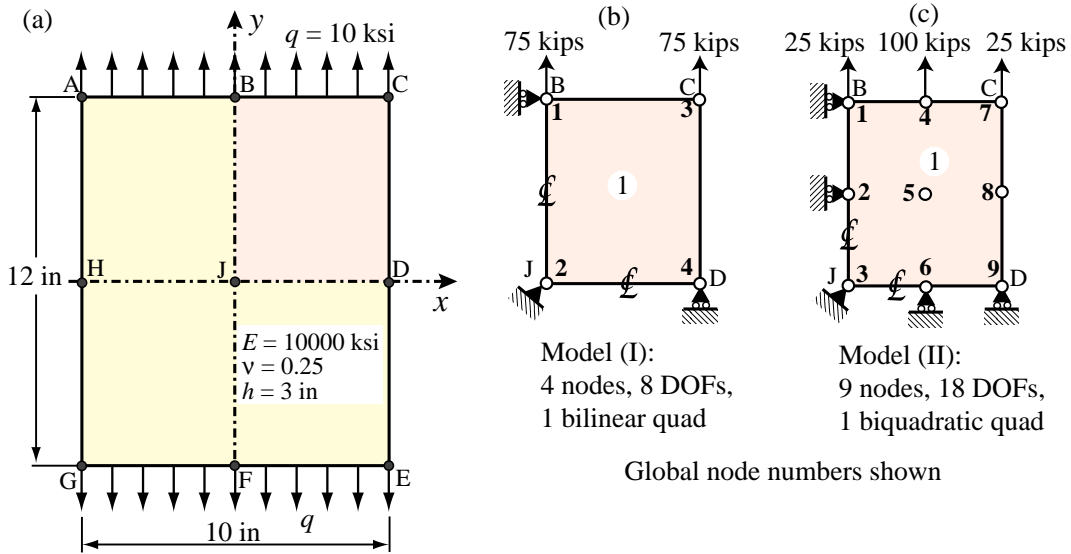 (a)
y
q = 10 ksi
A
B
C
12 in
H
J
D
x
E = 10000 ksi
ν = 0.25
h = 3 in
G
F
E
q
10 in
(b)
75 kips
75 kips
B
C
1
3
1
℄
J
2
℄
4
D
Model (I):
4 nodes, 8 DOFs,
1 bilinear quad
(c)
25 kips
100 kips
25 kips
B
C
1
4
7
1
2
5
8
℄
J
3
℄
6
9
D
Model (II):
9 nodes, 18 DOFs,
1 biquadratic quad
Global node numbers shown